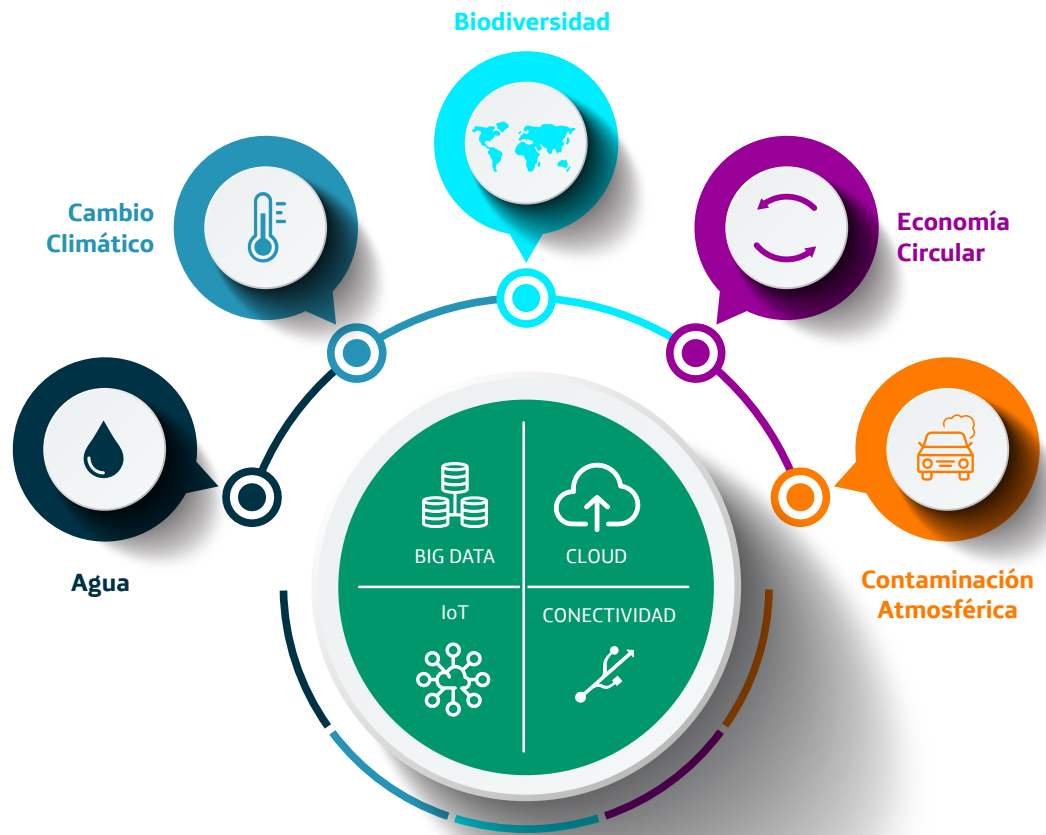 Biodiversidad
Cambio
Climático
Economía
Circular
Agua
Contaminación
Atmosférica
BIG DATA
CLOUD
IoT
CONECTIVIDAD